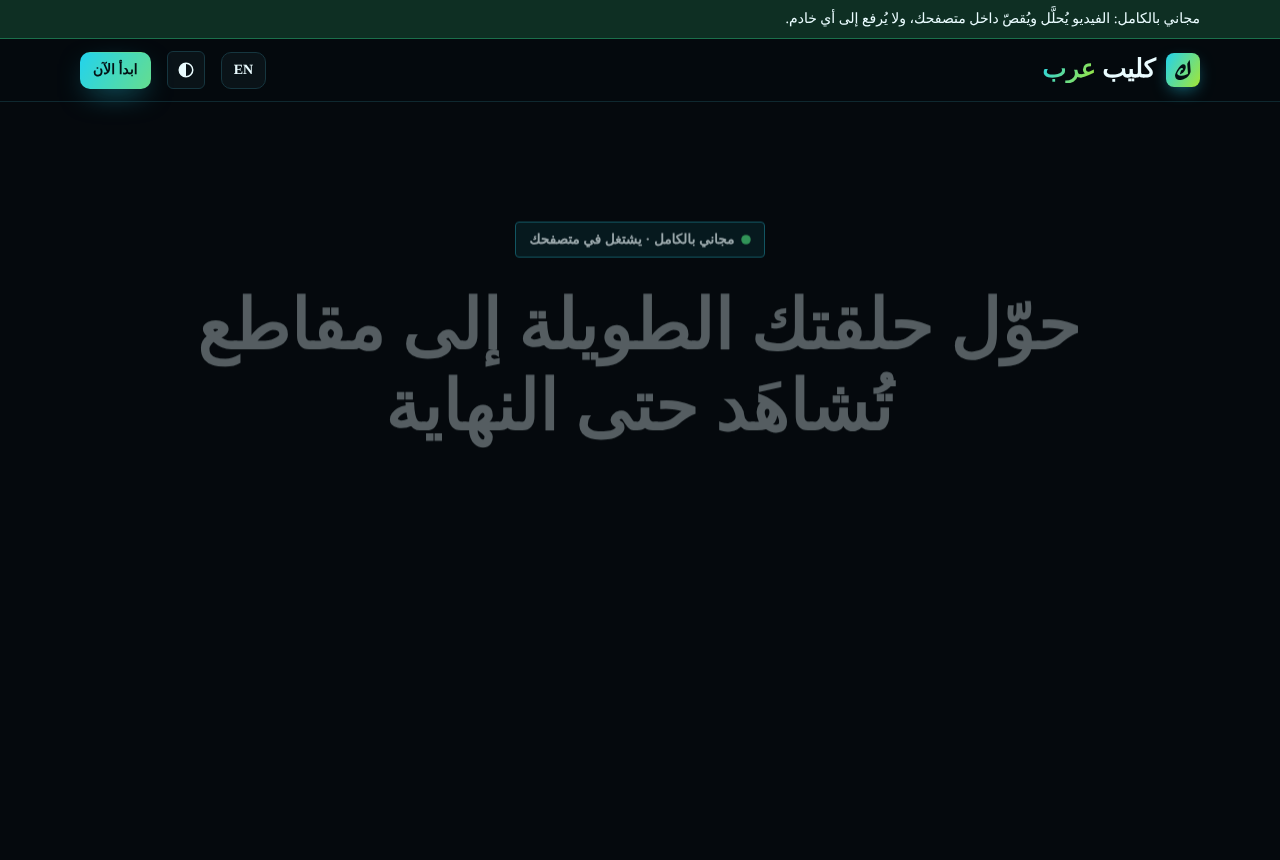 مجاني بالكامل: الفيديو يُحلَّل ويُقصّ داخل متصفحك، ولا يُرفع إلى أي خادم.
ك كليب عرب
EN
ابدأ الآن
مجاني بالكامل · يشتغل في متصفحك
حوّل حلقتك الطويلة إلى مقاطع
تُشاهَد حتى النهاية